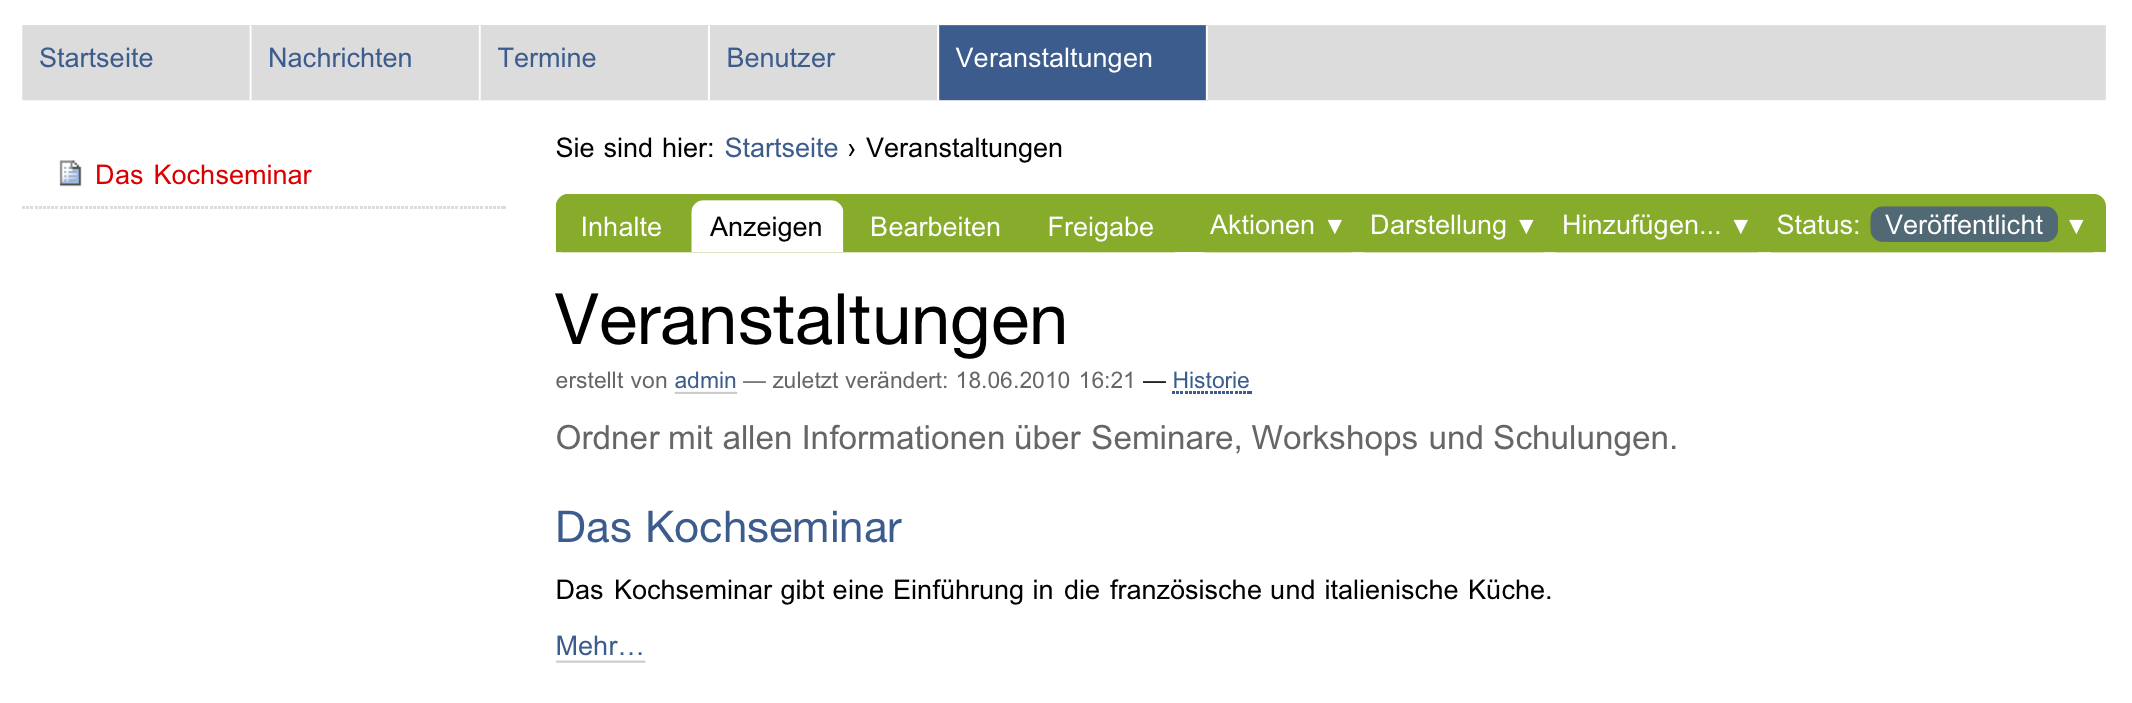 Startseite Nachrichten Termine Benutzer Veranstaltungen
Das Kochseminar
Sie sind hier: Startseite › Veranstaltungen
Inhalte Anzeigen Bearbeiten Freigabe Aktionen ▼ Darstellung ▼ Hinzufügen... ▼ Status: Veröffentlicht ▼
Veranstaltungen
erstellt von admin — zuletzt verändert: 18.06.2010 16:21 — Historie
Ordner mit allen Informationen über Seminare, Workshops und Schulungen.
Das Kochseminar
Das Kochseminar gibt eine Einführung in die französische und italienische Küche.
Mehr…